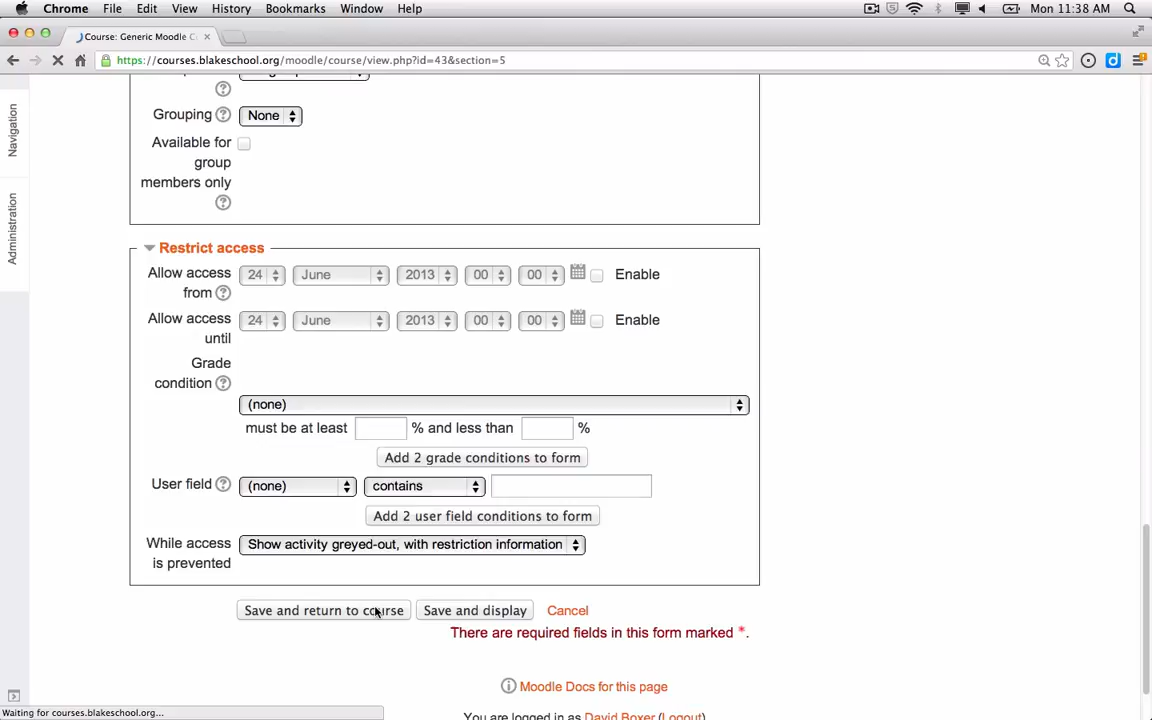 Chrome File Edit View History Bookmarks Window Help Mon 11:38 AM
Course: Generic Moodle C
https://courses.blakeschool.org/moodle/course/view.php?id=43&section=5
Navigation
Administration
Grouping None
Available for
group
members only
Restrict access
Allow access
from
24 June 2013 00 00 Enable
Allow access
until
24 June 2013 00 00 Enable
Grade
condition
(none)
must be at least % and less than %
Add 2 grade conditions to form
User field (none) contains
Add 2 user field conditions to form
While access
is prevented
Show activity greyed-out, with restriction information
Save and return to course Save and display Cancel
There are required fields in this form marked *.
Moodle Docs for this page
You are logged in as David Boxer (Logout)
Waiting for courses.blakeschool.org...